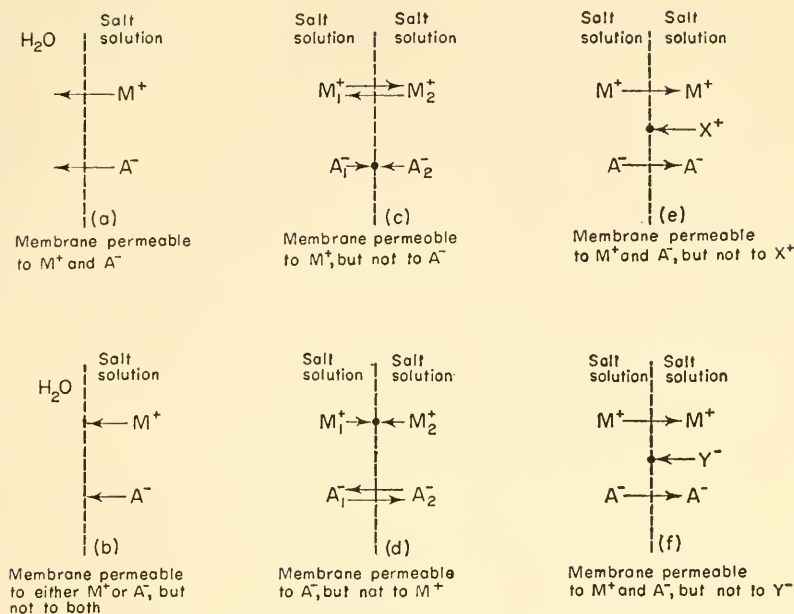 Salt
solution
H₂O
M⁺
A⁻
(a)
Membrane permeable
to M⁺ and A⁻
Salt Salt
solution solution
M₁⁺ M₂⁺
A₁⁻ A₂⁻
(c)
Membrane permeable
to M⁺, but not to A⁻
Salt Salt
solution solution
M⁺ M⁺
X⁺
A⁻ A⁻
(e)
Membrane permeable
to M⁺ and A⁻, but not to X⁺
Salt
solution
H₂O
M⁺
A⁻
(b)
Membrane permeable
to either M⁺ or A⁻, but
not to both
Salt Salt
solution solution
M₁⁺ M₂⁺
A₁⁻ A₂⁻
(d)
Membrane permeable
to A⁻, but not to M⁺
Salt Salt
solution solution
M⁺ M⁺
Y⁻
A⁻ A⁻
(f)
Membrane permeable
to M⁺ and A⁻, but not to Y⁻